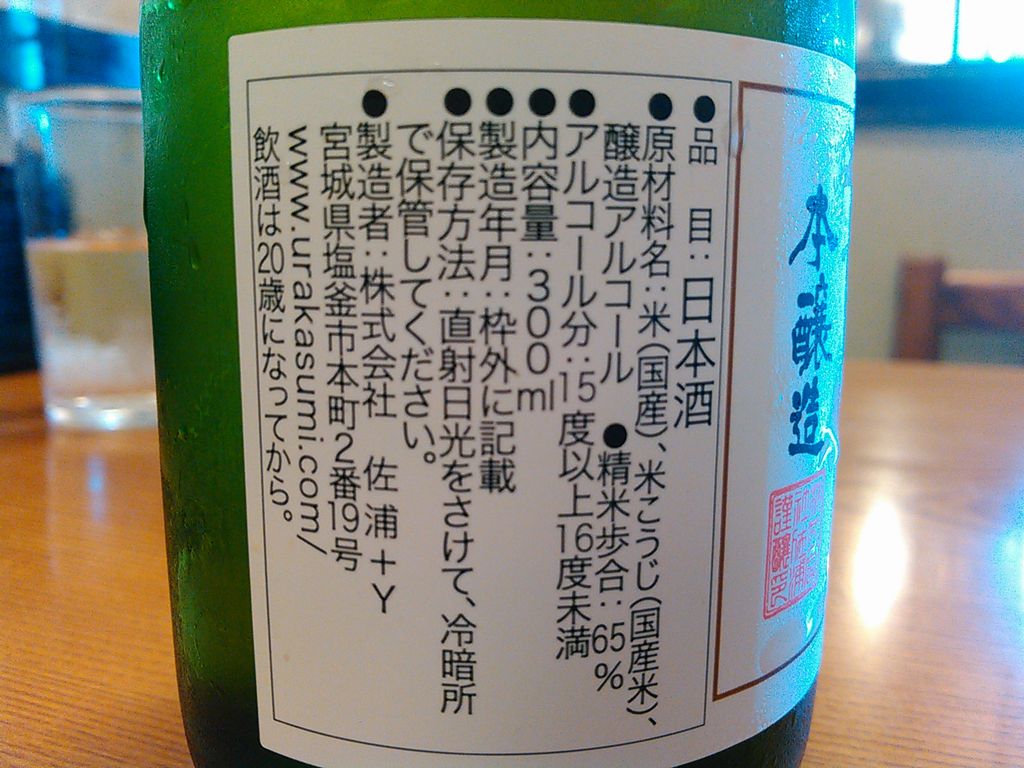 本醸造
謹醸
●品　目：日本酒
●原材料名：米（国産）、米こうじ（国産米）、
醸造アルコール　●精米歩合：65％
●アルコール分：15度以上16度未満
●内容量：300ml
●製造年月：枠外に記載
●保存方法：直射日光をさけて、冷暗所
で保管してください。
●製造者：株式会社　佐浦＋Y
宮城県塩釜市本町2番19号
www.urakasumi.com/
飲酒は20歳になってから。